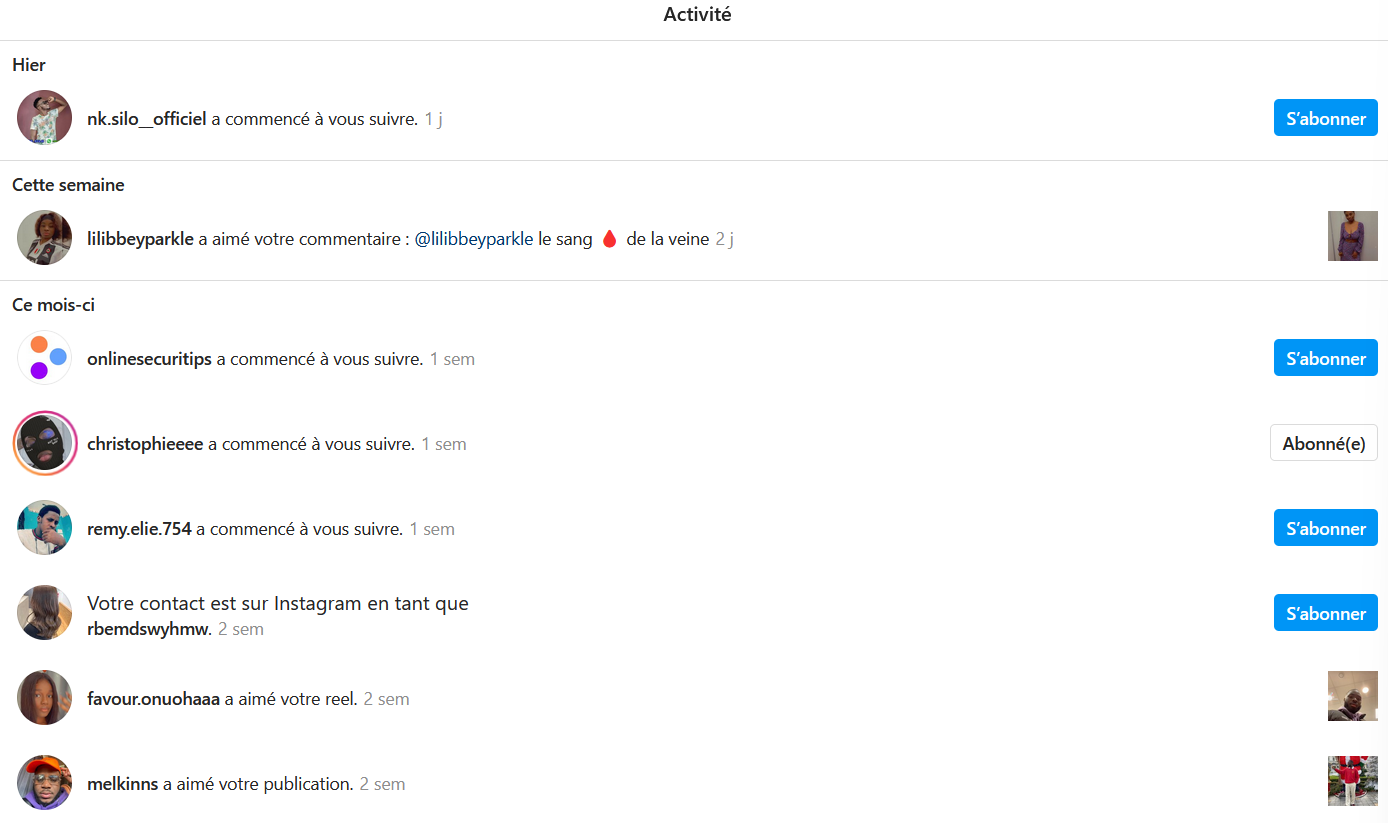 Activité
Hier
nk.silo__officiel a commencé à vous suivre. 1 j
S’abonner
Cette semaine
lilibbeyparkle a aimé votre commentaire : @lilibbeyparkle le sang 🩸 de la veine 2 j
Ce mois-ci
onlinesecuritips a commencé à vous suivre. 1 sem
S’abonner
christophieeee a commencé à vous suivre. 1 sem
Abonné(e)
remy.elie.754 a commencé à vous suivre. 1 sem
S’abonner
Votre contact est sur Instagram en tant que
rbemdswyhmw. 2 sem
S’abonner
favour.onuohaaa a aimé votre reel. 2 sem
melkinns a aimé votre publication. 2 sem